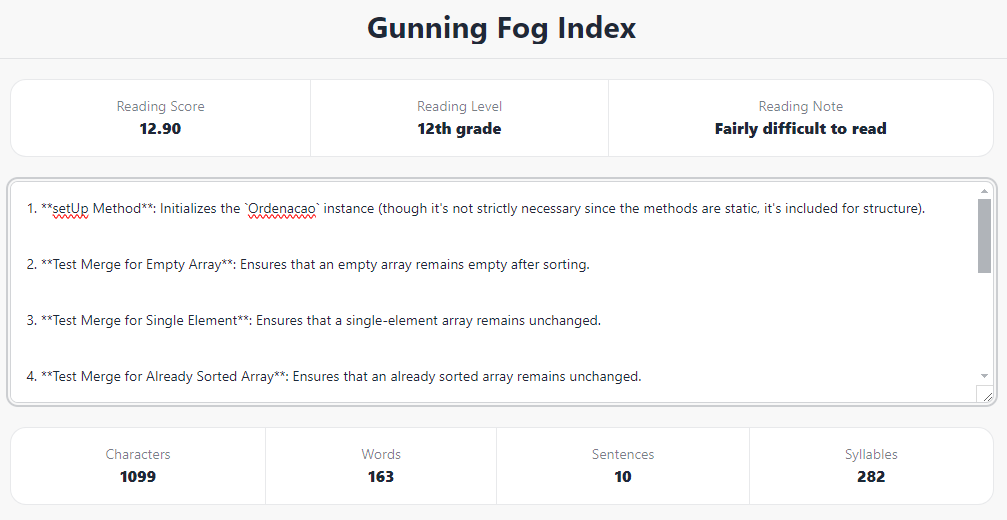 Gunning Fog Index
Reading Score
12.90
Reading Level
12th grade
Reading Note
Fairly difficult to read
1. **setUp Method**: Initializes the `Ordenacao` instance (though it's not strictly necessary since the methods are static, it's included for structure).
2. **Test Merge for Empty Array**: Ensures that an empty array remains empty after sorting.
3. **Test Merge for Single Element**: Ensures that a single-element array remains unchanged.
4. **Test Merge for Already Sorted Array**: Ensures that an already sorted array remains unchanged.
Characters
1099
Words
163
Sentences
10
Syllables
282